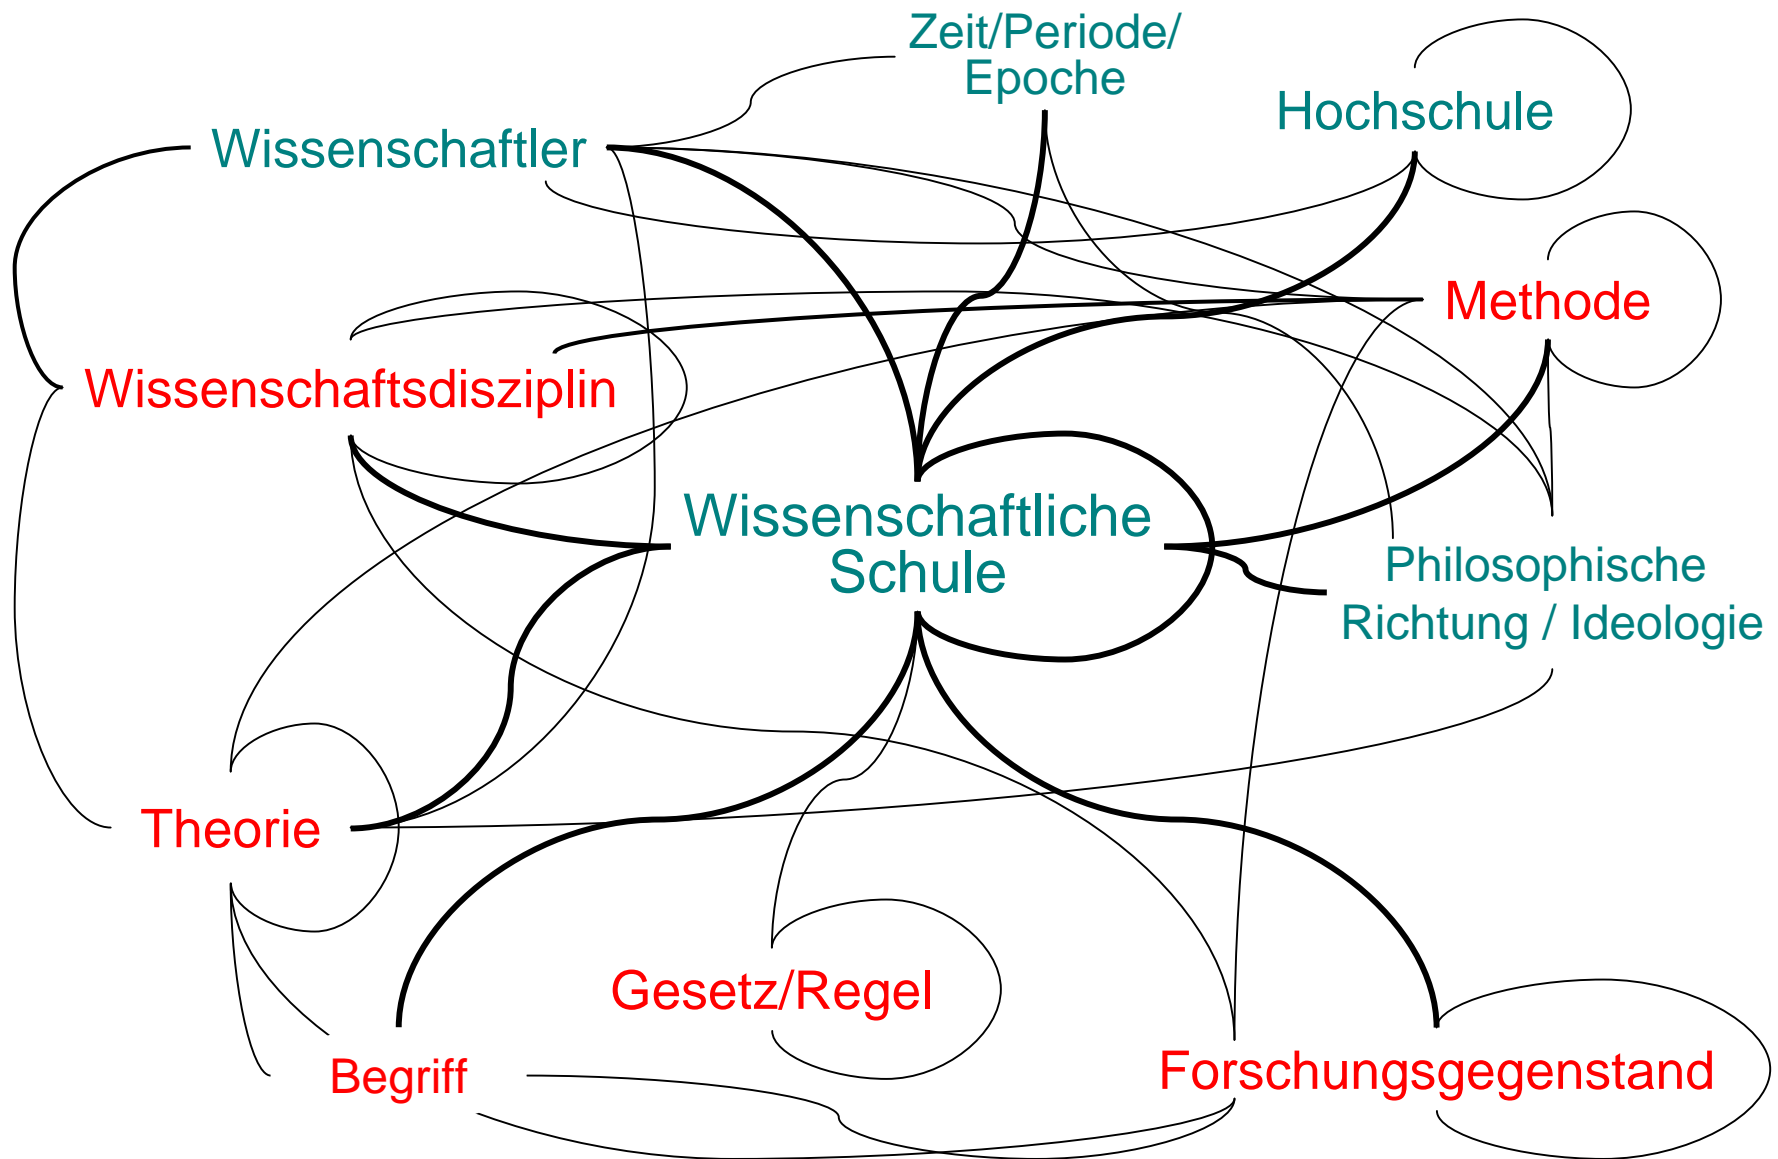 Zeit/Periode/
Epoche
Hochschule
Wissenschaftler
Methode
Wissenschaftsdisziplin
Wissenschaftliche
Schule
Philosophische
Richtung / Ideologie
Theorie
Gesetz/Regel
Begriff
Forschungsgegenstand